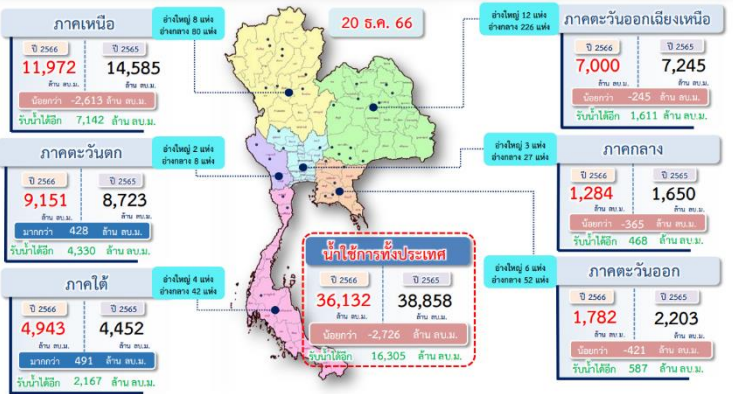 20 ธ.ค. 66
ภาคเหนือ
อ่างใหญ่ 8 แห่ง
อ่างกลาง 80 แห่ง
ปี 2566
ปี 2565
11,972
14,585
ล้าน ลบ.ม.
ล้าน ลบ.ม.
น้อยกว่า -2,613 ล้าน ลบ.ม.
รับน้ำได้อีก 7,142 ล้าน ลบ.ม.
ภาคตะวันตก
อ่างใหญ่ 2 แห่ง
อ่างกลาง 8 แห่ง
ปี 2566
ปี 2565
9,151
8,723
ล้าน ลบ.ม.
ล้าน ลบ.ม.
มากกว่า 428 ล้าน ลบ.ม.
รับน้ำได้อีก 4,330 ล้าน ลบ.ม.
ภาคใต้
อ่างใหญ่ 4 แห่ง
อ่างกลาง 42 แห่ง
ปี 2566
ปี 2565
4,943
4,452
ล้าน ลบ.ม.
ล้าน ลบ.ม.
มากกว่า 491 ล้าน ลบ.ม.
รับน้ำได้อีก 2,167 ล้าน ลบ.ม.
น้ำใช้การทั้งประเทศ
ปี 2566
ปี 2565
36,132
38,858
ล้าน ลบ.ม.
ล้าน ลบ.ม.
น้อยกว่า -2,726 ล้าน ลบ.ม.
รับน้ำได้อีก 16,305 ล้าน ลบ.ม.
อ่างใหญ่ 12 แห่ง
อ่างกลาง 226 แห่ง
ภาคตะวันออกเฉียงเหนือ
ปี 2566
ปี 2565
7,000
7,245
ล้าน ลบ.ม.
ล้าน ลบ.ม.
น้อยกว่า -245 ล้าน ลบ.ม.
รับน้ำได้อีก 1,611 ล้าน ลบ.ม.
อ่างใหญ่ 3 แห่ง
อ่างกลาง 27 แห่ง
ภาคกลาง
ปี 2566
ปี 2565
1,284
1,650
ล้าน ลบ.ม.
ล้าน ลบ.ม.
น้อยกว่า -365 ล้าน ลบ.ม.
รับน้ำได้อีก 468 ล้าน ลบ.ม.
อ่างใหญ่ 6 แห่ง
อ่างกลาง 52 แห่ง
ภาคตะวันออก
ปี 2566
ปี 2565
1,782
2,203
ล้าน ลบ.ม.
ล้าน ลบ.ม.
น้อยกว่า -421 ล้าน ลบ.ม.
รับน้ำได้อีก 587 ล้าน ลบ.ม.